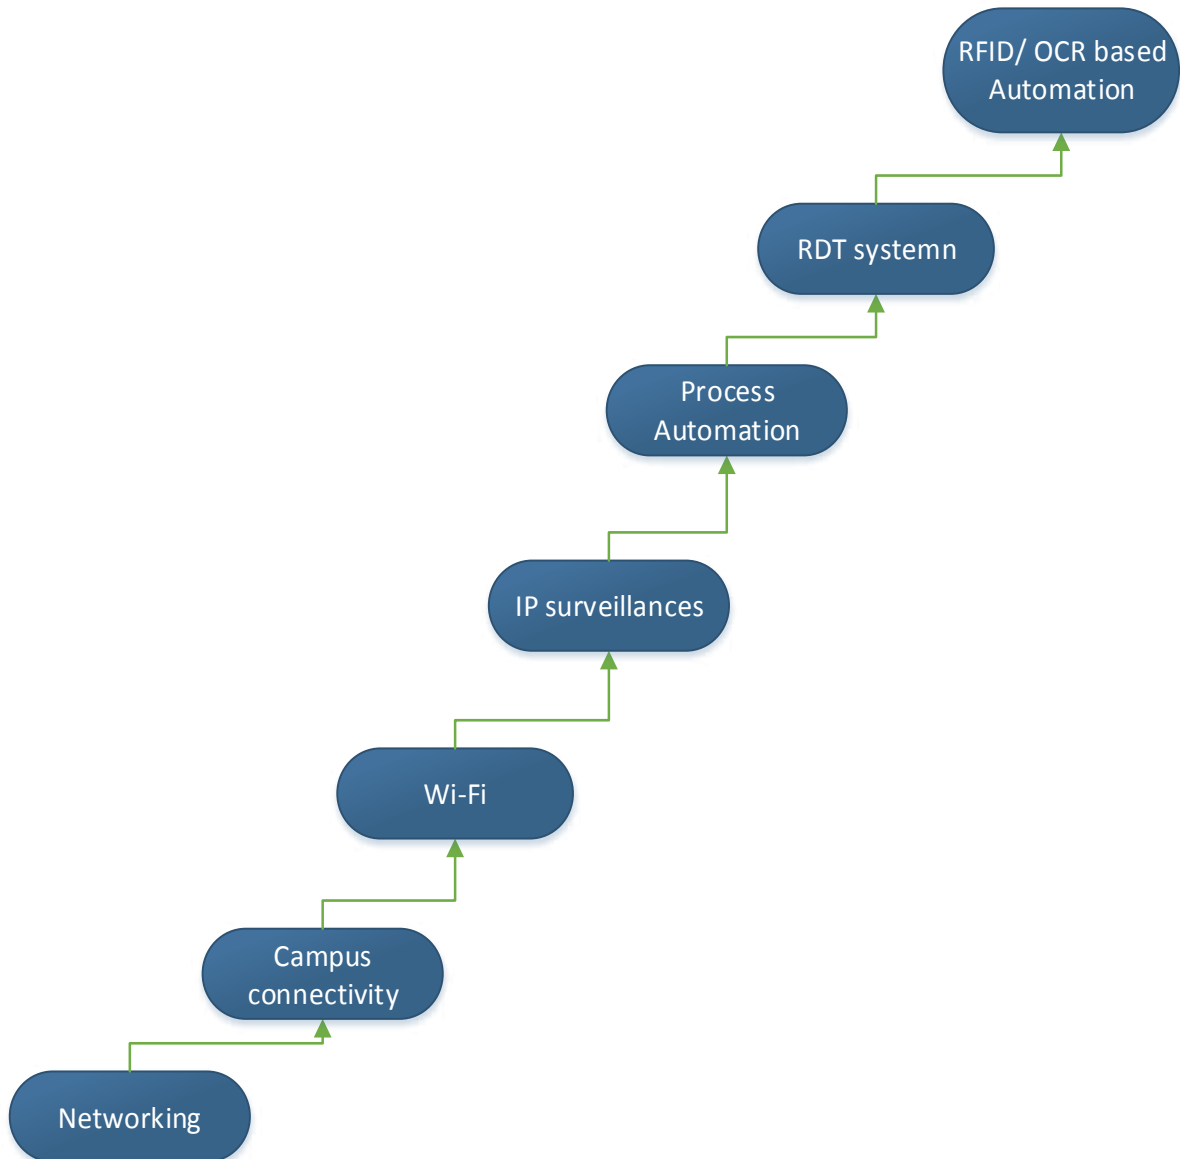 RFID/ OCR based
Automation
RDT systemn
Process
Automation
IP surveillances
Wi-Fi
Campus
connectivity
Networking